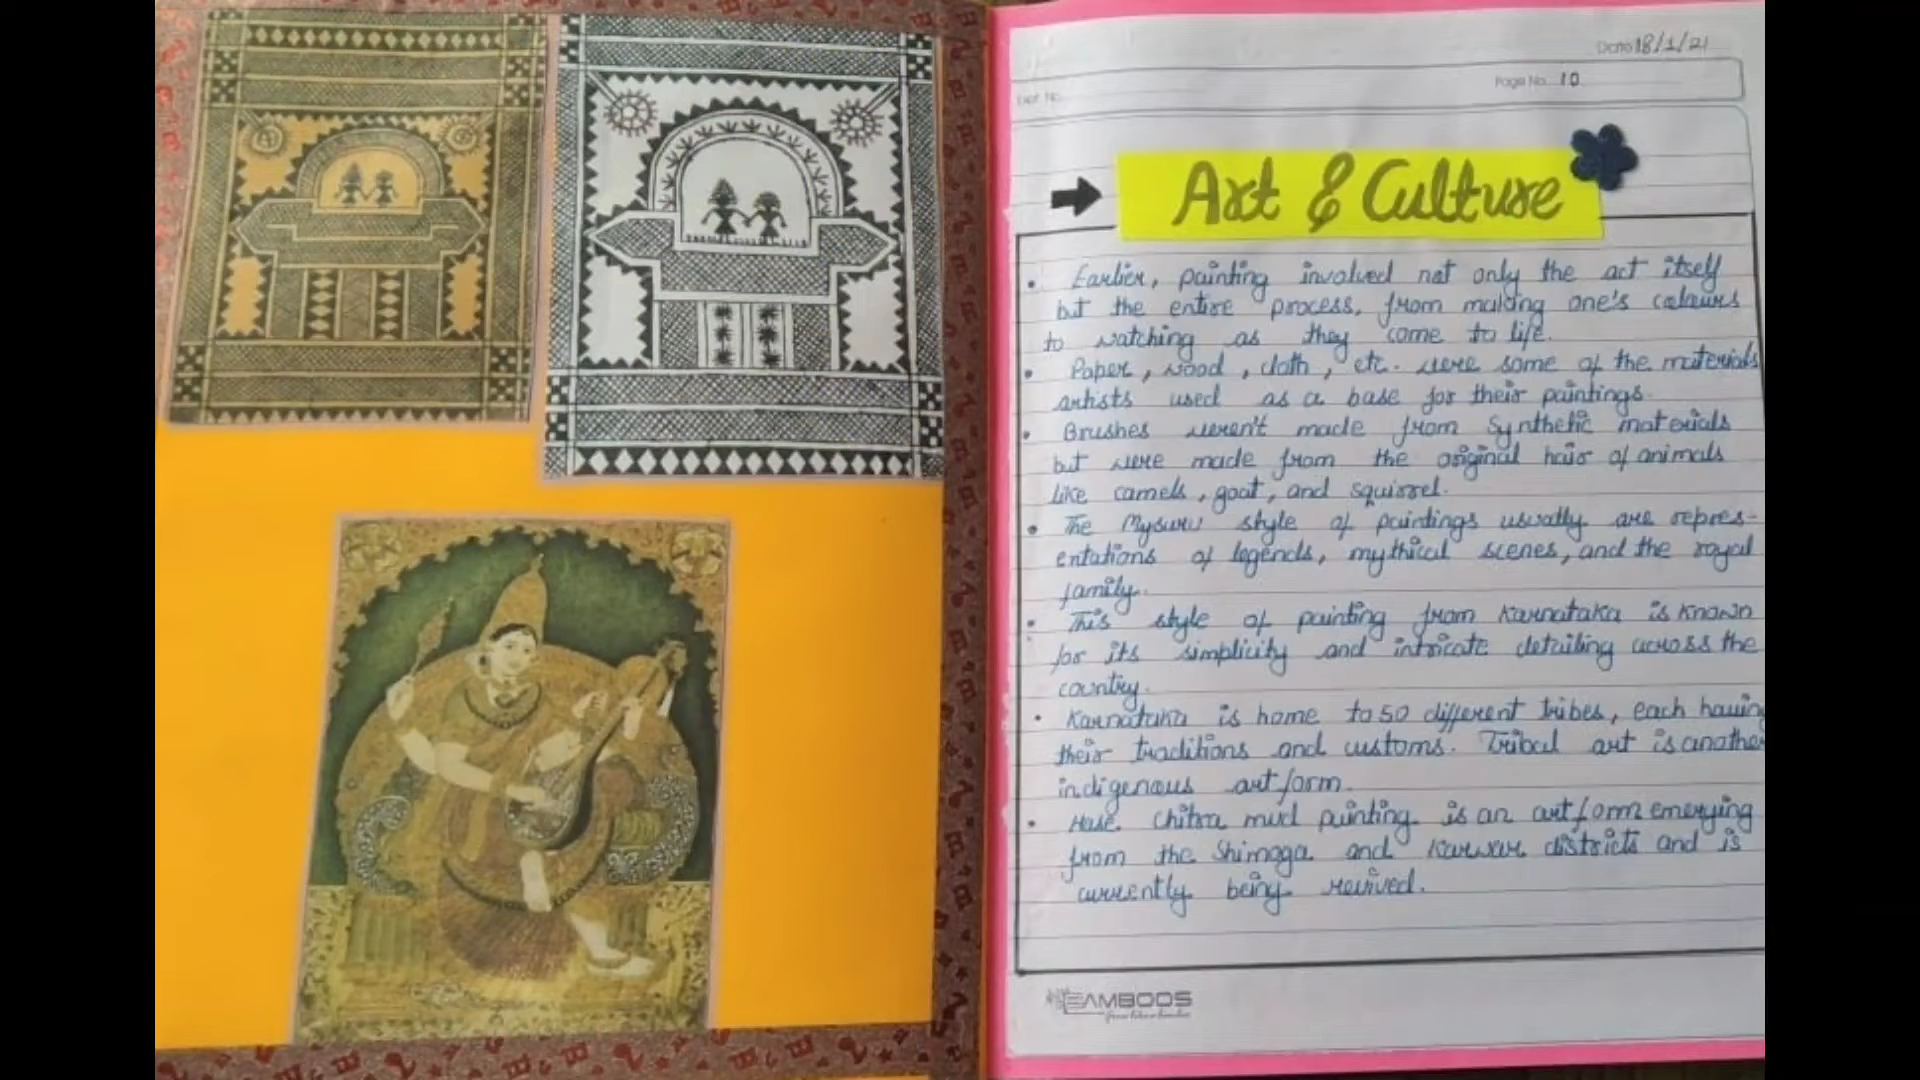 Date 18/1/21
Page No. 10
Expt. No.
Art & Culture
• Earlier, painting involved not only the act itself
but the entire process, from making one's colours
to watching as they come to life.
• Paper, wood, cloth, etc. were some of the materials
artists used as a base for their paintings.
• Brushes weren't made from Synthetic materials
but were made from the original hair of animals
like camels, goat, and squirrel.
• The Mysuru style of paintings usually are repres-
entations of legends, mythical scenes, and the royal
family.
• This style of painting from Karnataka is known
for its simplicity and intricate detailing across the
country.
• Karnataka is home to 50 different tribes, each having
their traditions and customs. Tribal art is another
indigenous art form.
• Hase Chitra mud painting is an art form emerging
from the Shimoga and Karwar districts and is
currently being revived.